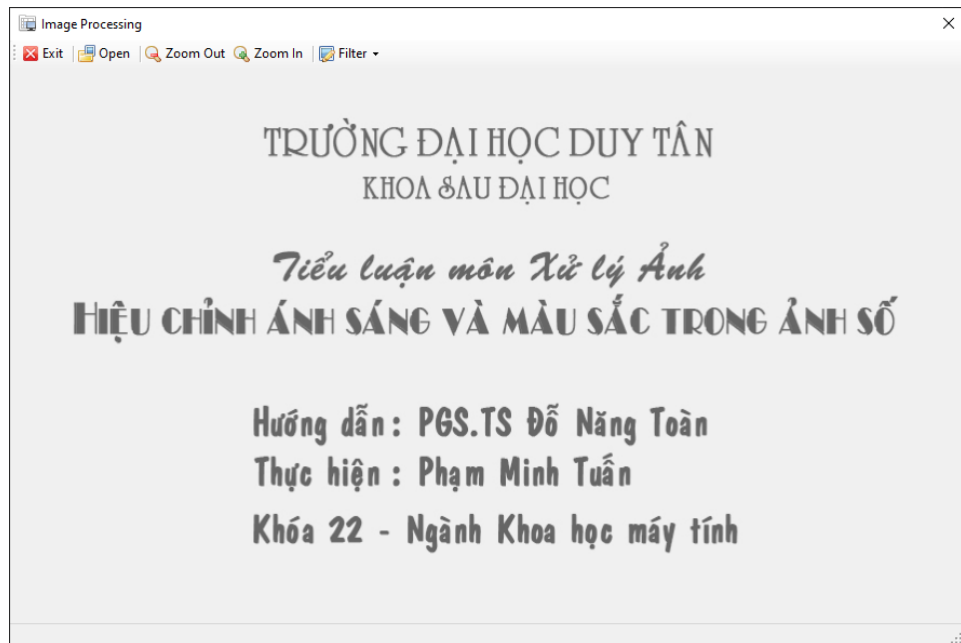 Image Processing
Exit Open Zoom Out Zoom In Filter
TRƯỜNG ĐẠI HỌC DUY TÂN
KHOA SAU ĐẠI HỌC
Tiểu luận môn Xử lý Ảnh
HIỆU CHỈNH ÁNH SÁNG VÀ MÀU SẮC TRONG ẢNH SỐ
Hướng dẫn : PGS.TS Đỗ Năng Toàn
Thực hiện : Phạm Minh Tuấn
Khóa 22 - Ngành Khoa học máy tính